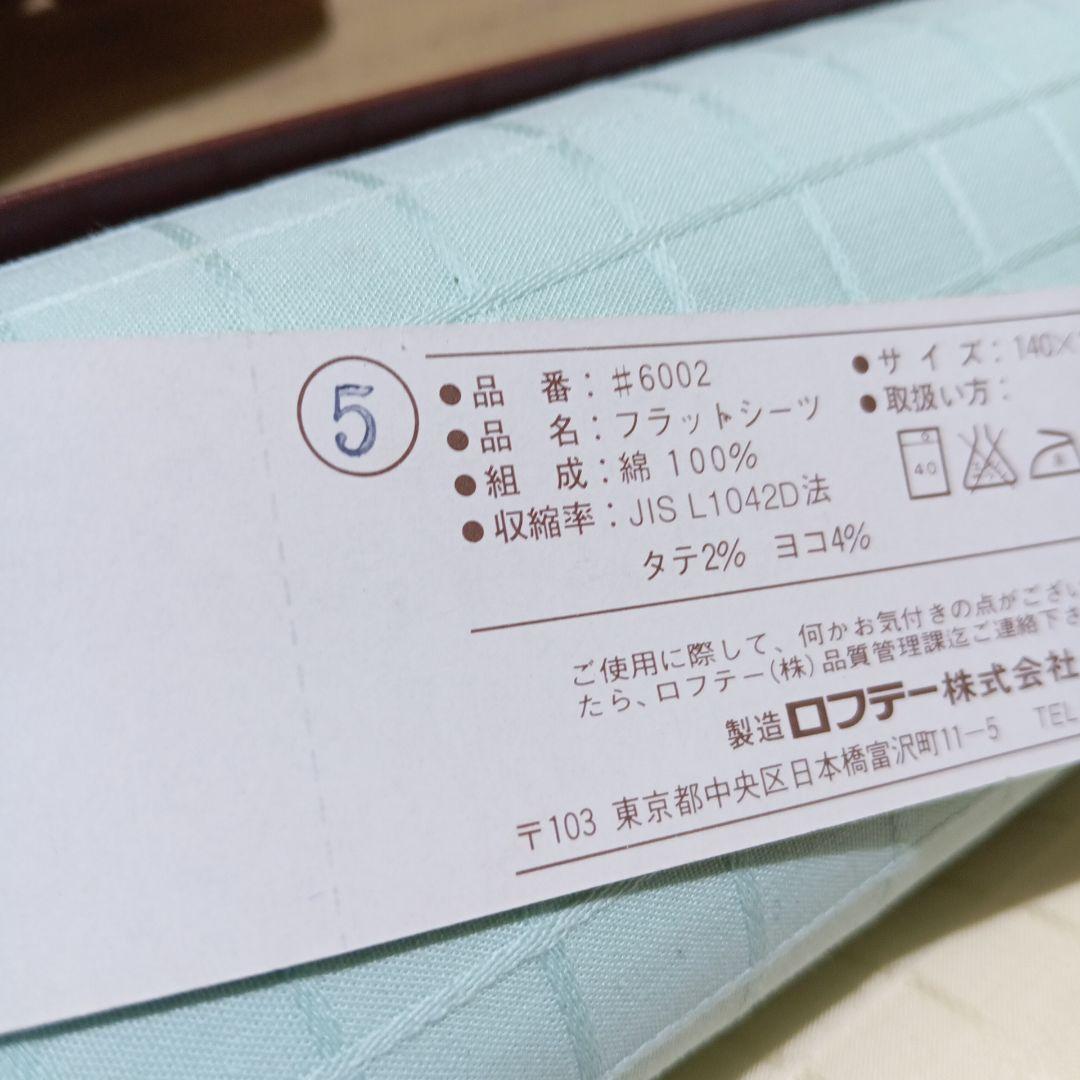 5
●品　番：#6002
●品　名：フラットシーツ
●組　成：綿 100%
●収縮率：JIS L1042D法
タテ2%　ヨコ4%
●サイズ：140×
●取扱い方：
40
ご使用に際して、何かお気付きの点がござい
たら、ロフテー(株)品質管理課迄ご連絡下さ
製造 ロフテー株式会社
〒103 東京都中央区日本橋富沢町11-5　TEL